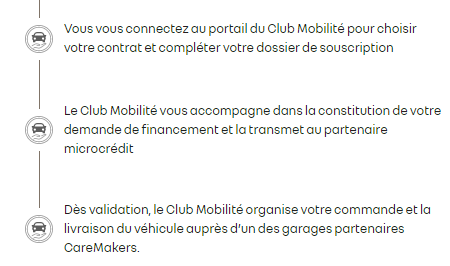 Vous vous connectez au portail du Club Mobilité pour choisir
votre contrat et compléter votre dossier de souscription
Le Club Mobilité vous accompagne dans la constitution de votre
demande de financement et la transmet au partenaire
microcrédit
Dès validation, le Club Mobilité organise votre commande et la
livraison du véhicule auprès d'un des garages partenaires
CareMakers.